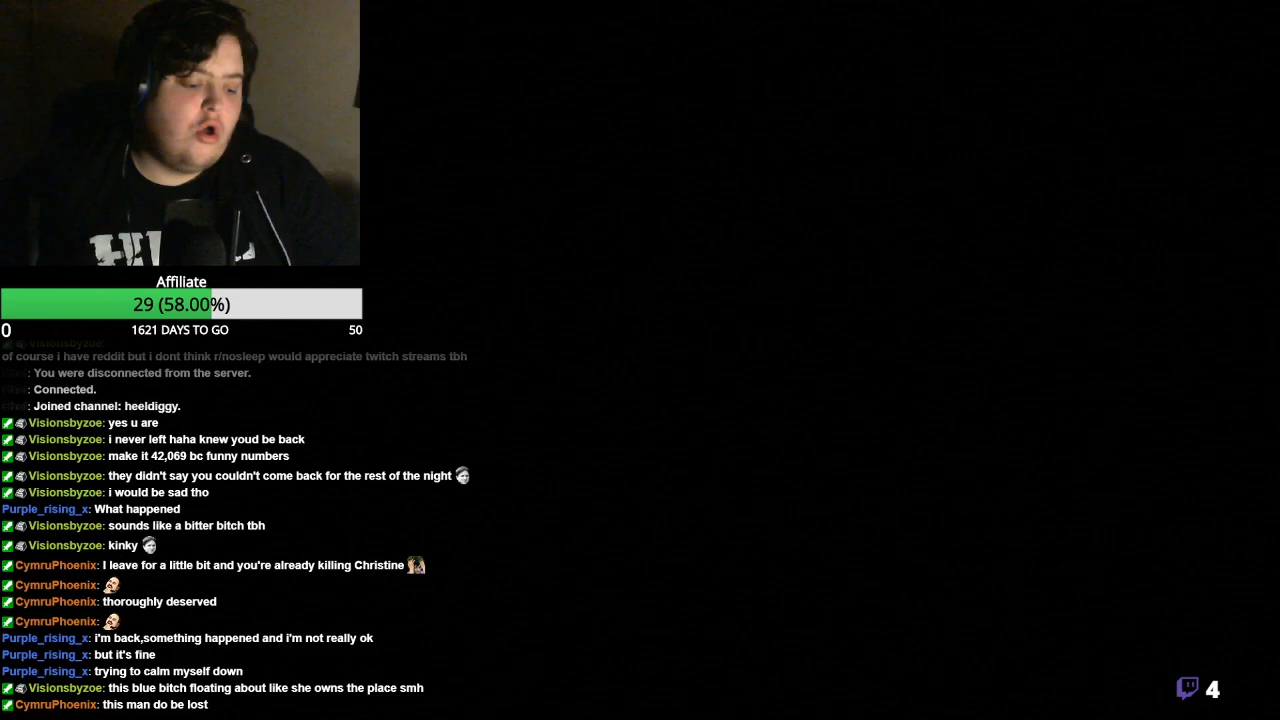 Affiliate
29 (58.00%)
0 1621 DAYS TO GO 50
Visionsbyzoe:
of course i have reddit but i dont think r/nosleep would appreciate twitch streams tbh
: You were disconnected from the server.
: Connected.
: Joined channel: heeldiggy.
Visionsbyzoe: yes u are
Visionsbyzoe: i never left haha knew youd be back
Visionsbyzoe: make it 42,069 bc funny numbers
Visionsbyzoe: they didn't say you couldn't come back for the rest of the night
Visionsbyzoe: i would be sad tho
Purple_rising_x: What happened
Visionsbyzoe: sounds like a bitter bitch tbh
Visionsbyzoe: kinky
CymruPhoenix: I leave for a little bit and you're already killing Christine
CymruPhoenix:
CymruPhoenix: thoroughly deserved
CymruPhoenix:
Purple_rising_x: i'm back,something happened and i'm not really ok
Purple_rising_x: but it's fine
Purple_rising_x: trying to calm myself down
Visionsbyzoe: this blue bitch floating about like she owns the place smh
CymruPhoenix: this man do be lost
4